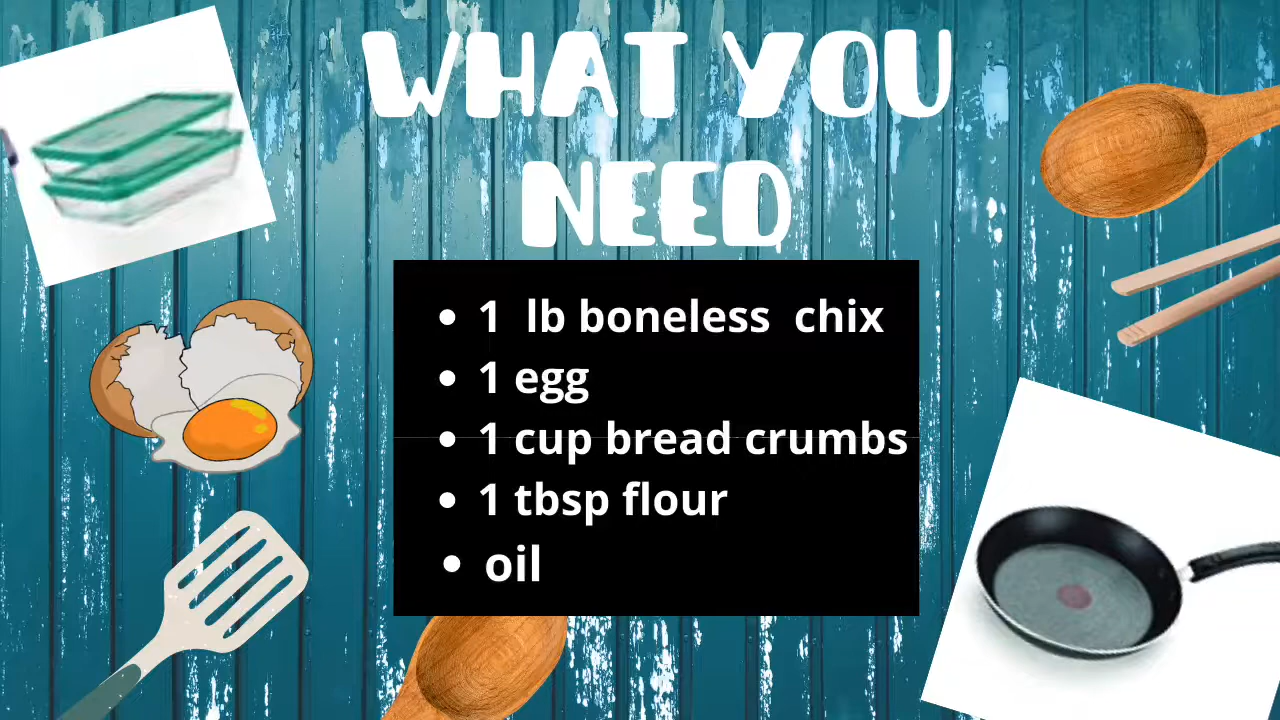 WHAT YOU
NEED
• 1 lb boneless chix
• 1 egg
• 1 cup bread crumbs
• 1 tbsp flour
• oil